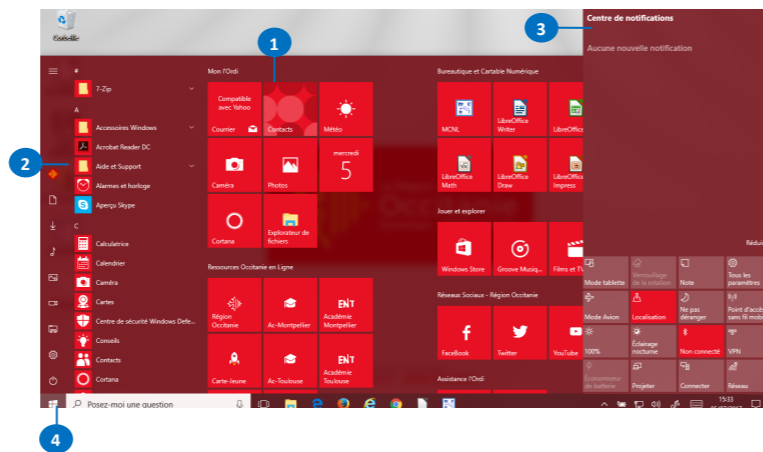 Corbeille
1
3
Centre de notifications
Aucune nouvelle notification
2
#
7-Zip
A
Accessoires Windows
Acrobat Reader DC
Aide et Support
Alarmes et horloge
Aperçu Skype
C
Calculatrice
Calendrier
Caméra
Cartes
Centre de sécurité Windows Defe...
Conseils
Contacts
Cortana
Mon l'Ordi
Compatible
avec Yahoo
Courrier
Contacts
Météo
Caméra
Photos
mercredi
5
Cortana
Explorateur de
fichiers
Ressources Occitanie en Ligne
Région
Occitanie
Ac-Montpellier
ENT
Académie
Montpellier
Carte-Jeune
Ac-Toulouse
ENT
Académie
Toulouse
Bureautique et Cartable Numérique
MCNL
LibreOffice
Writer
LibreOffice
LibreOffice
Math
LibreOffice
Draw
LibreOffice
Impress
Jouer et explorer
Windows Store
Groove Musiq...
Films et TV
Réseaux Sociaux - Région Occitanie
FaceBook
Twitter
YouTube
Assistance l'Ordi
Rédui
Mode tablette
Verrouillage
de la rotation
Note
Tous les
paramètres
Mode Avion
Localisation
Ne pas
déranger
Point d'accès
sans fil mobi
100%
Éclairage
nocturne
Non connecté
VPN
Économiseur
de batterie
Projeter
Connecter
Réseau
Posez-moi une question
15:33
4